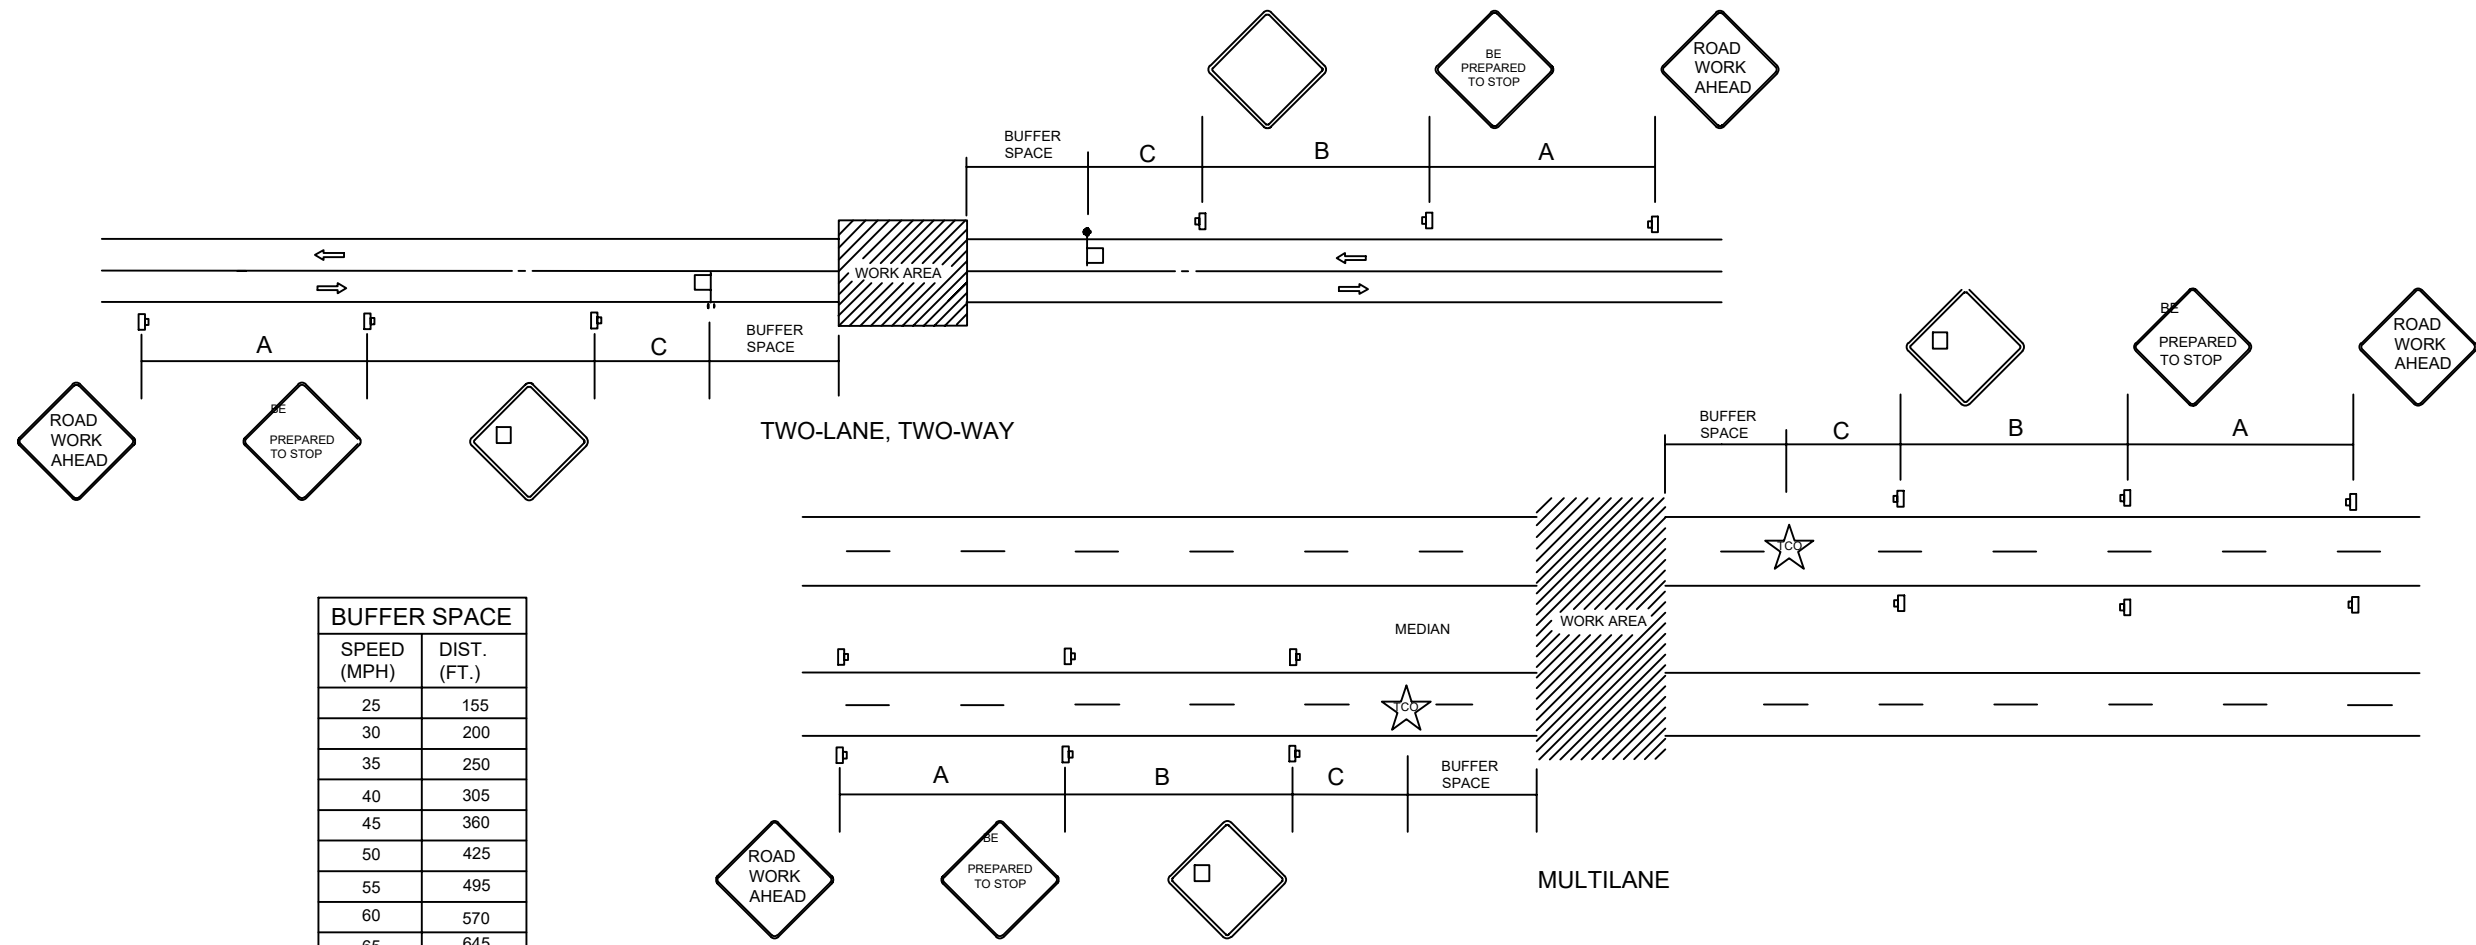 BE
PREPARED
TO STOP
ROAD
WORK
AHEAD
BUFFER
SPACE
C
B
A
WORK AREA
A
C
BUFFER
SPACE
ROAD
WORK
AHEAD
BE
PREPARED
TO STOP
TWO-LANE, TWO-WAY
BE
PREPARED
TO STOP
ROAD
WORK
AHEAD
BUFFER
SPACE
C
B
A
TCO
MEDIAN
WORK AREA
TCO
A
B
C
BUFFER
SPACE
ROAD
WORK
AHEAD
BE
PREPARED
TO STOP
MULTILANE
BUFFER SPACE
SPEED
(MPH)
DIST.
(FT.)
25 155
30 200
35 250
40 305
45 360
50 425
55 495
60 570
65 645